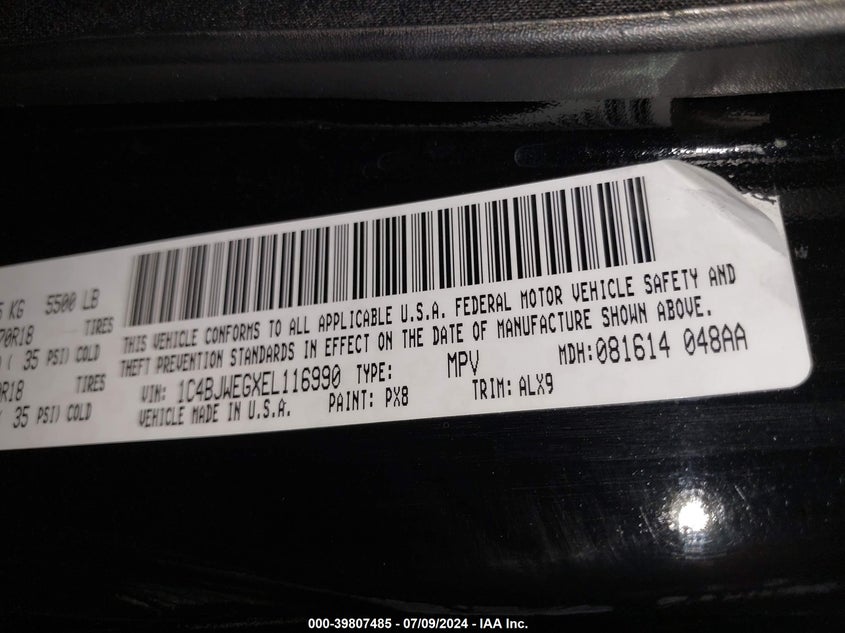 5 KG 5500 LB
70R18 TIRES
( 35 PSI) COLD
R18 TIRES
( 35 PSI) COLD
THIS VEHICLE CONFORMS TO ALL APPLICABLE U.S.A. FEDERAL MOTOR VEHICLE SAFETY AND
THEFT PREVENTION STANDARDS IN EFFECT ON THE DATE OF MANUFACTURE SHOWN ABOVE.
VIN: 1C4BJWEGXEL116990 TYPE: MPV MDH:081614 048AA
VEHICLE MADE IN U.S.A. PAINT: PX8 TRIM: ALX9
000-39807485 - 07/09/2024 - IAA Inc.